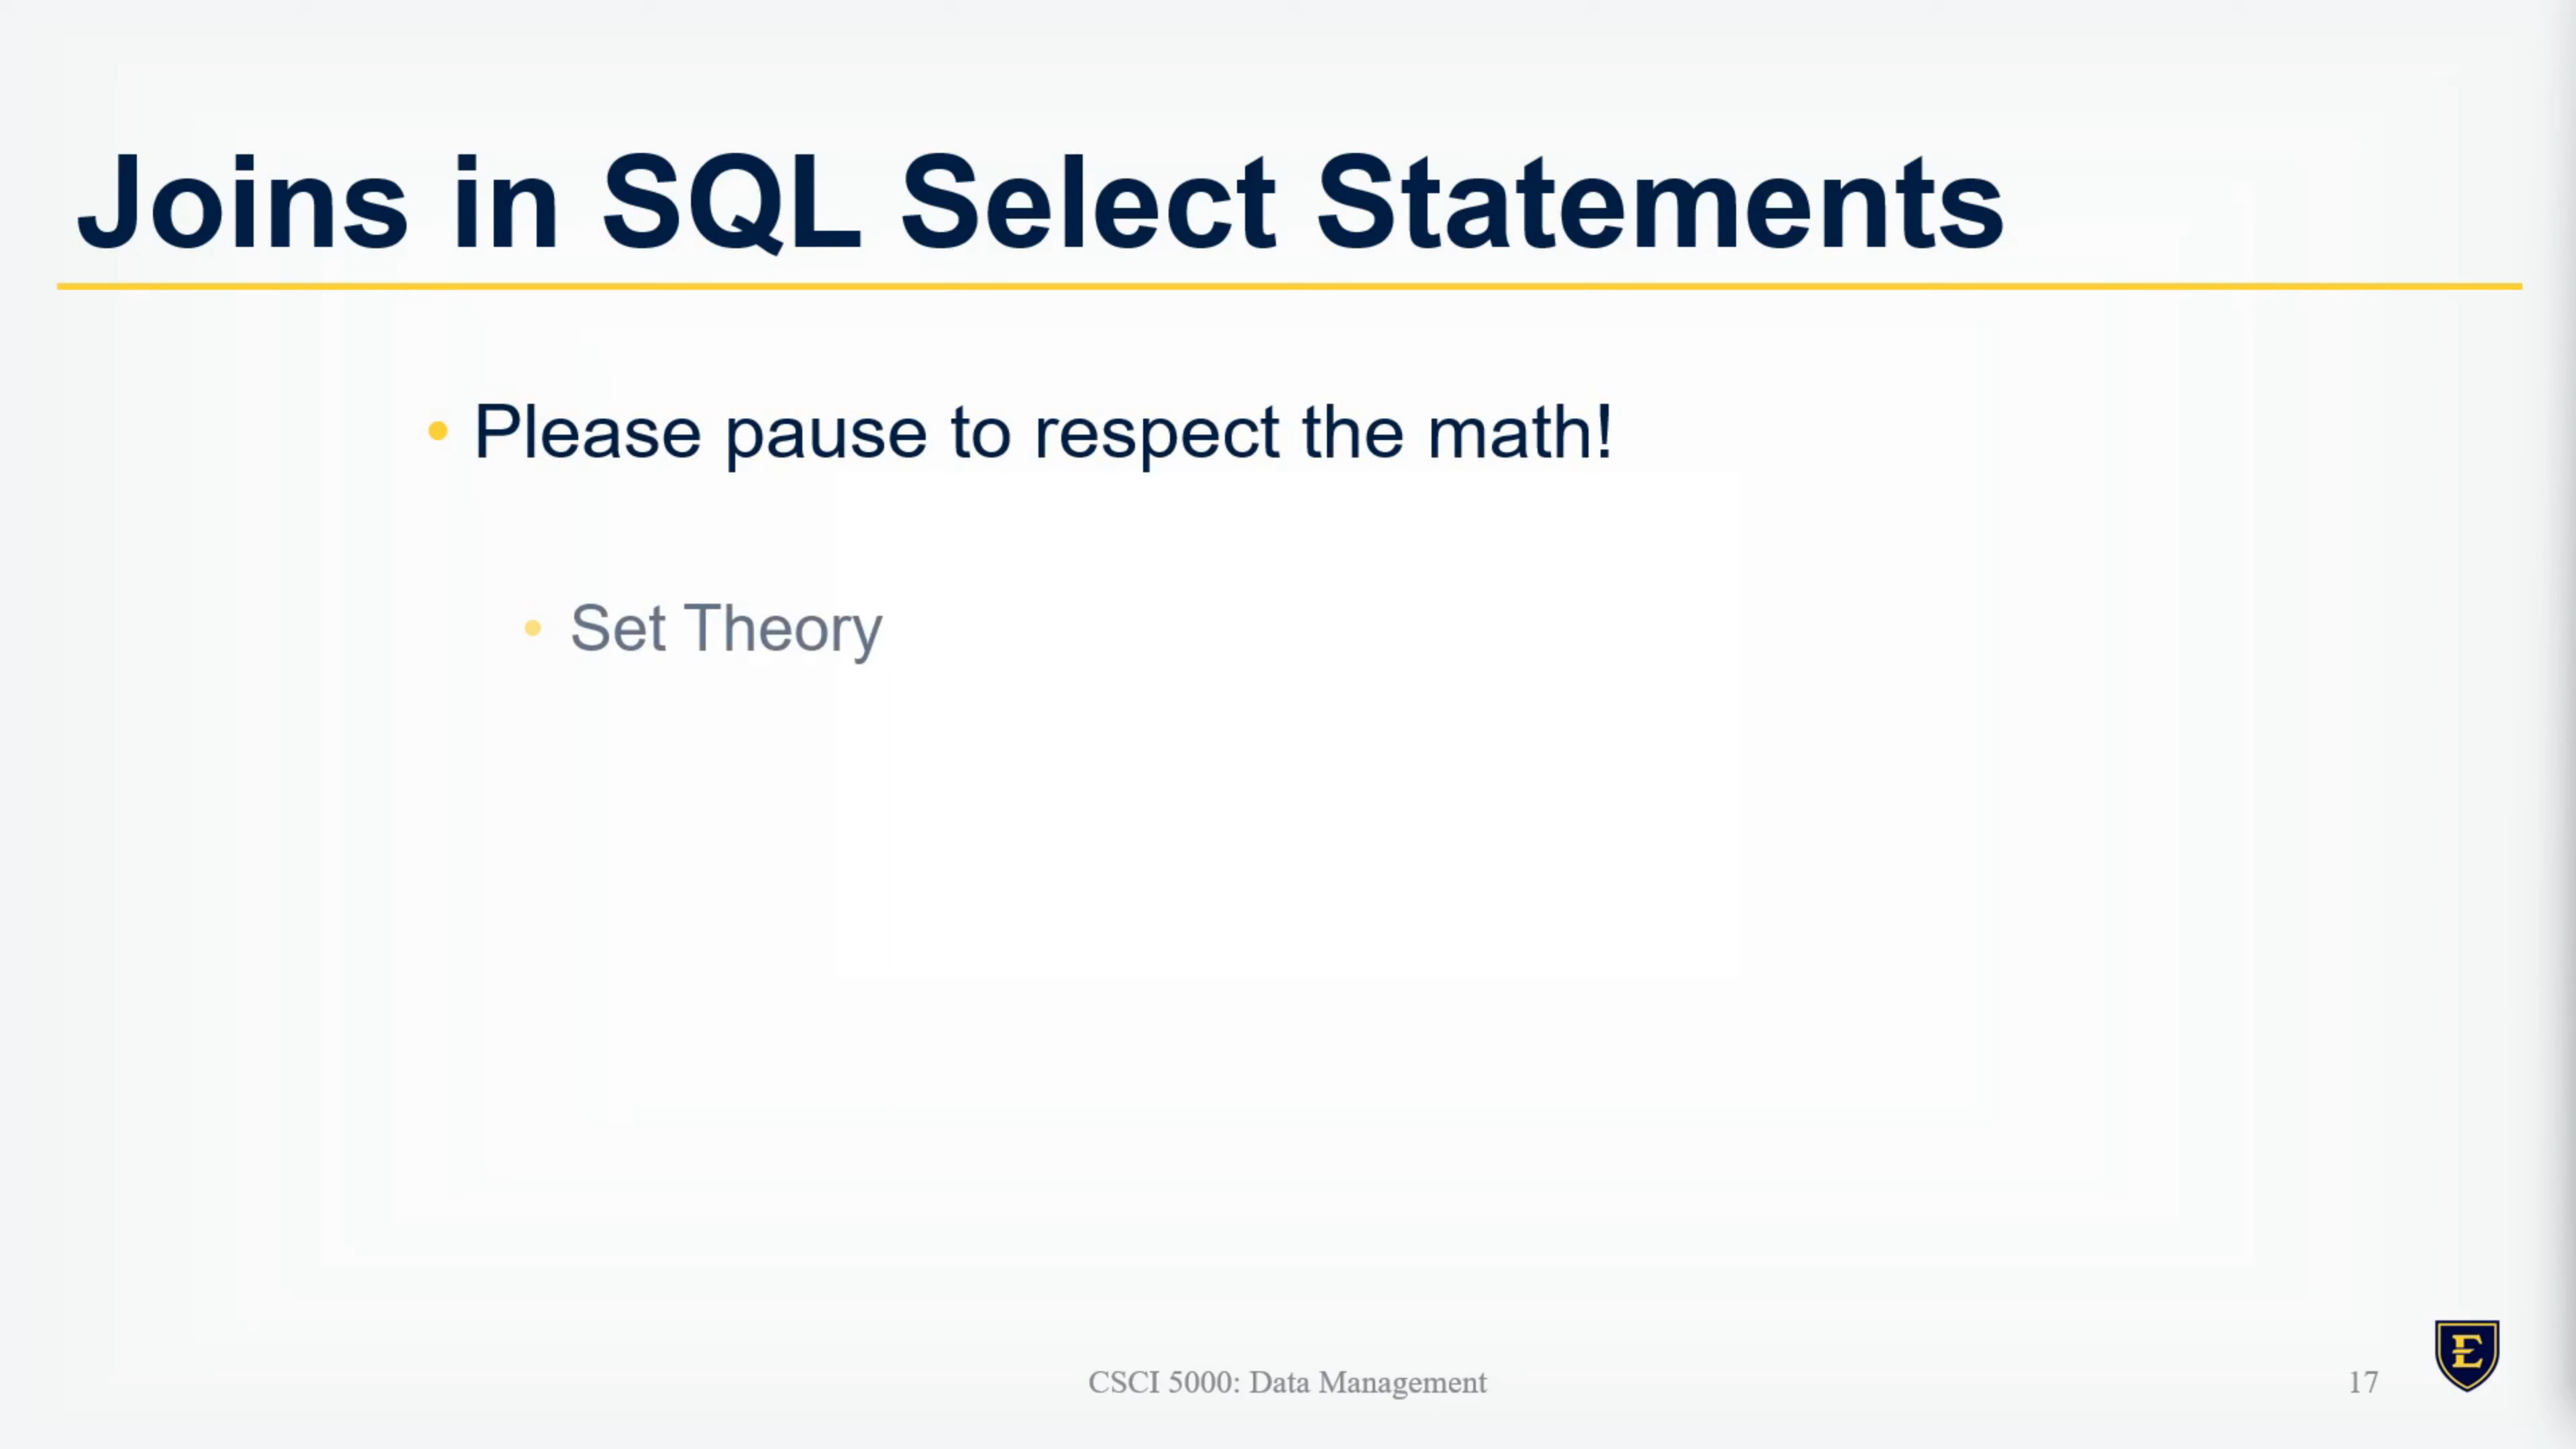 Joins in SQL Select Statements
• Please pause to respect the math!
• Set Theory
CSCI 5000: Data Management
17
E